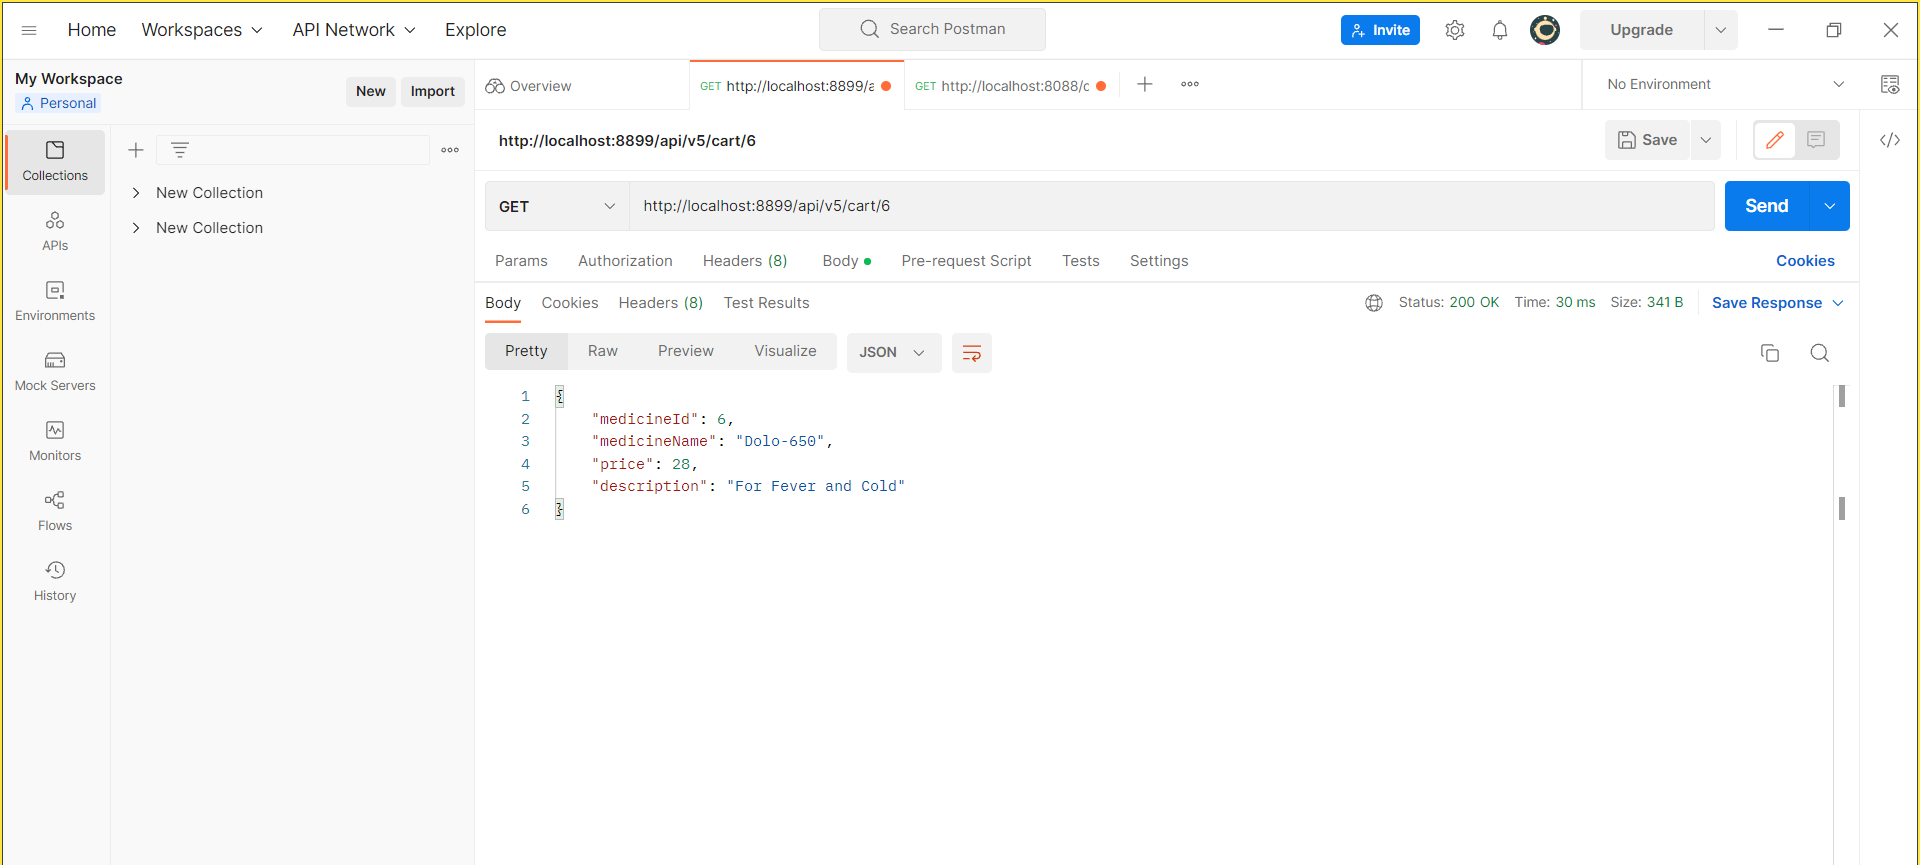 Home Workspaces API Network Explore Search Postman Invite Upgrade
My Workspace
Personal
New Import
Overview GET http://localhost:8899/a GET http://localhost:8088/c No Environment
http://localhost:8899/api/v5/cart/6 Save
Collections
New Collection
New Collection
APIs
Environments
Mock Servers
Monitors
Flows
History
GET http://localhost:8899/api/v5/cart/6 Send
Params Authorization Headers (8) Body Pre-request Script Tests Settings Cookies
Body Cookies Headers (8) Test Results Status: 200 OK Time: 30 ms Size: 341 B Save Response
Pretty Raw Preview Visualize JSON
1 {
2 "medicineId": 6,
3 "medicineName": "Dolo-650",
4 "price": 28,
5 "description": "For Fever and Cold"
6 }